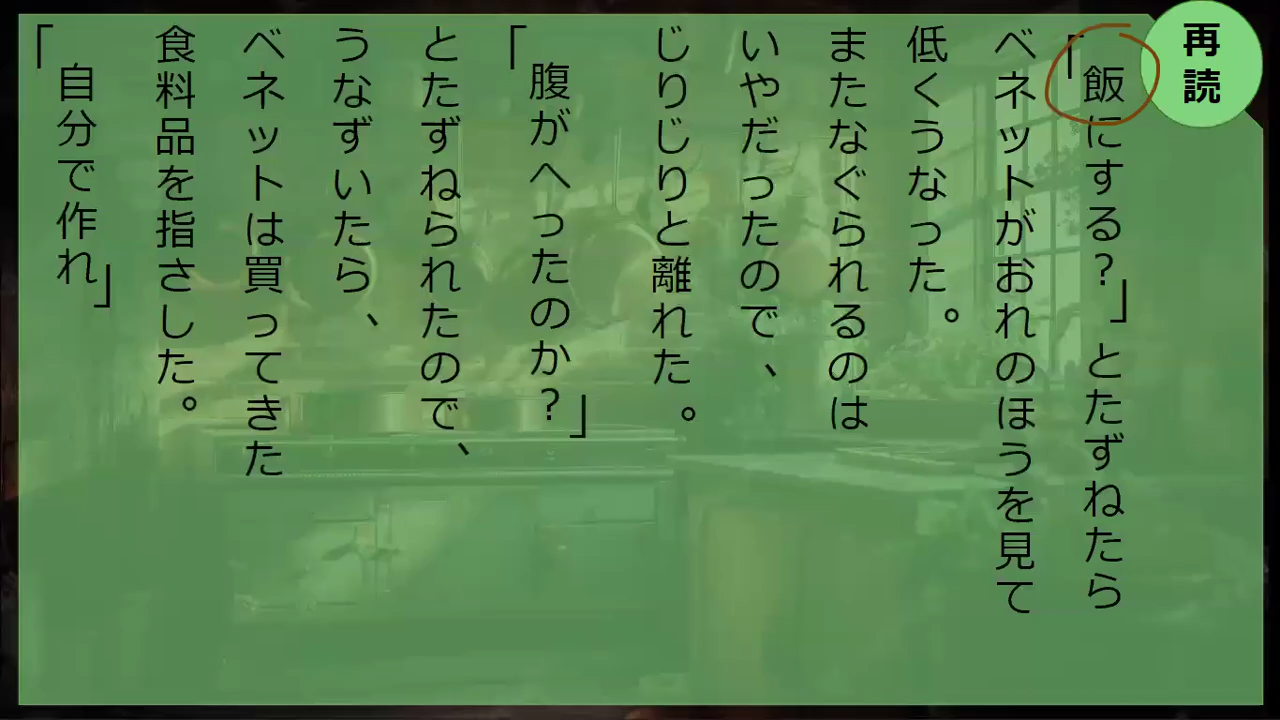 再読
「飯にする？」とたずねたら
ベネットがおれのほうを見て
低くうなった。
またなぐられるのは
いやだったので、
じりじりと離れた。
「腹がへったのか？」
とたずねられたので、
うなずいたら、
ベネットは買ってきた
食料品を指さした。
「自分で作れ」